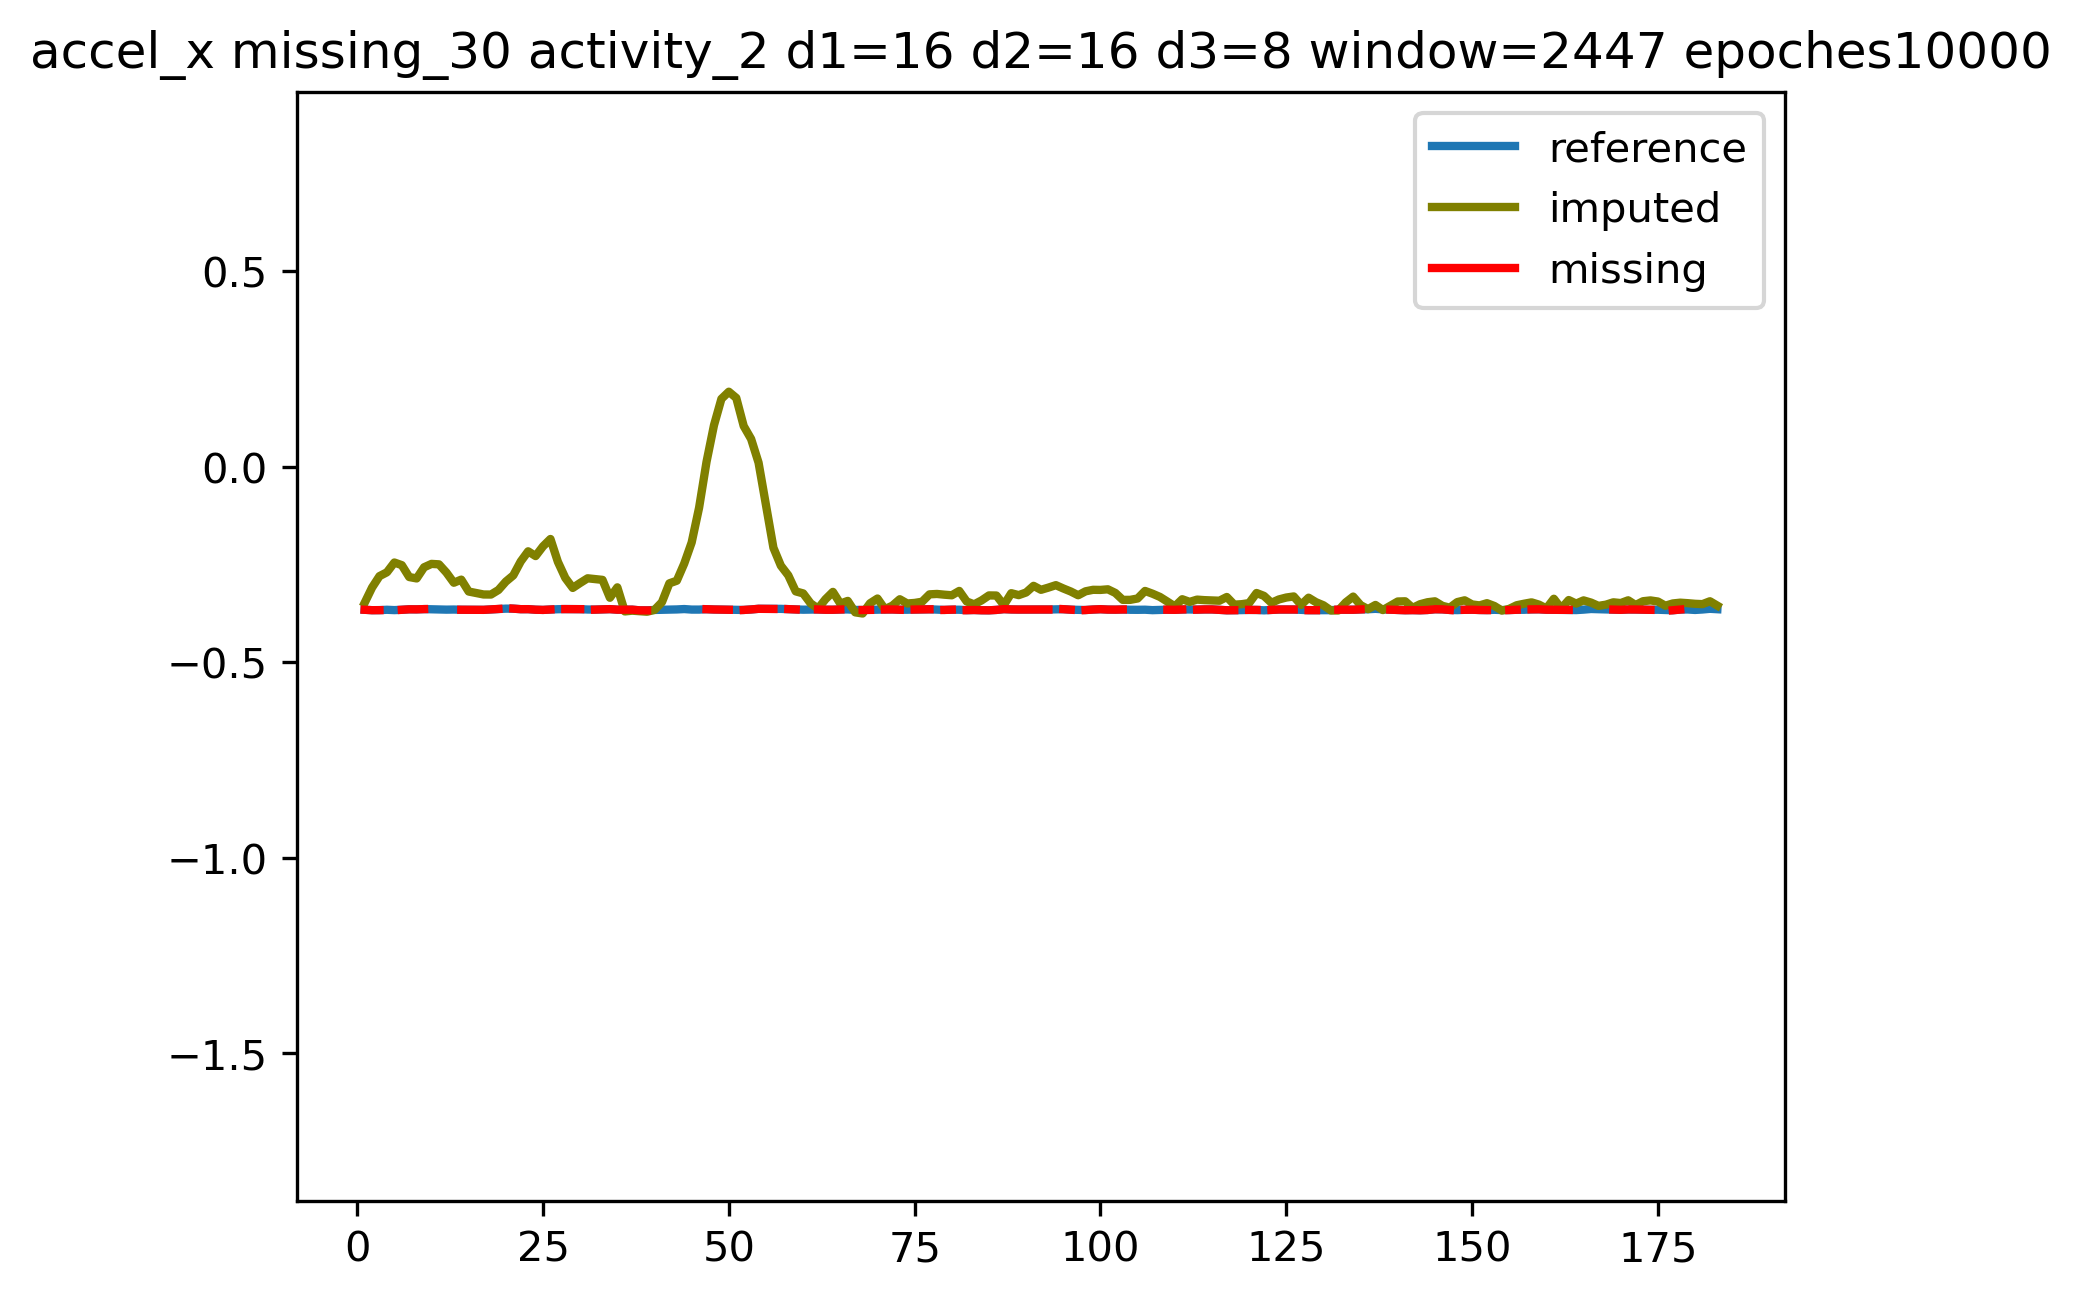 accel_x missing_30 activity_2 d1=16 d2=16 d3=8 window=2447 epoches10000
reference
imputed
missing
0.5
0.0
−0.5
−1.0
−1.5
0 25 50 75 100 125 150 175